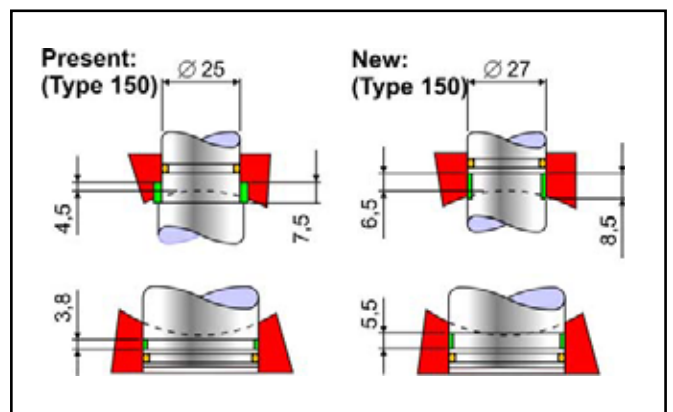 Present:
(Type 150)
∅ 25
4,5
7,5
3,8
New:
(Type 150)
∅ 27
6,5
8,5
5,5